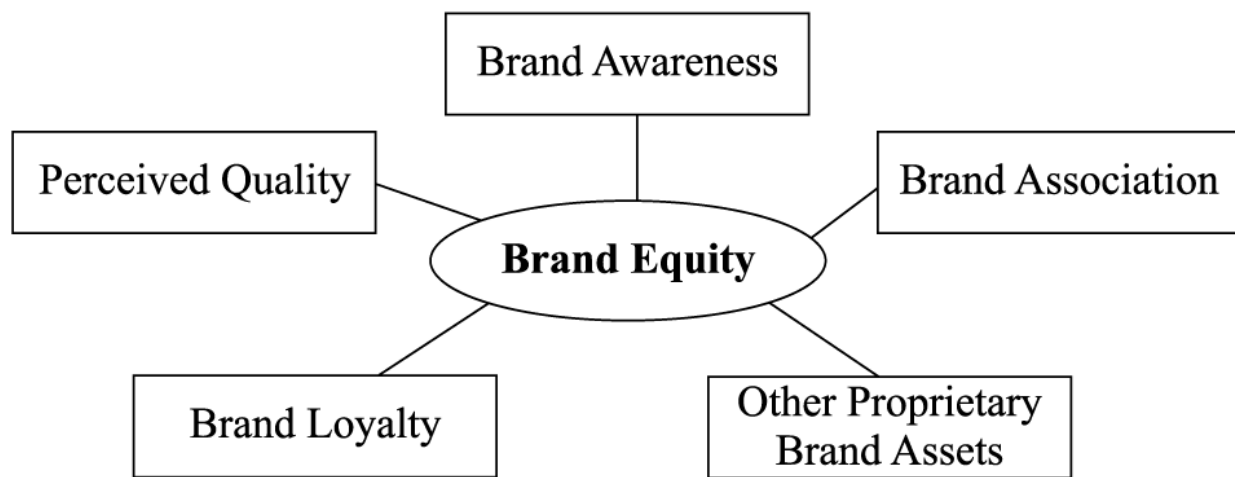 Brand Awareness
Perceived Quality
Brand Association
Brand Equity
Brand Loyalty
Other Proprietary
Brand Assets